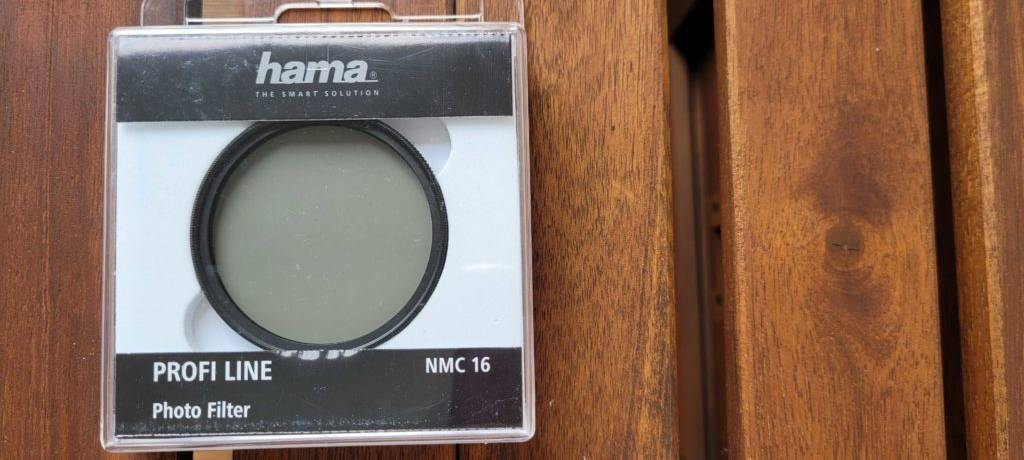 hama®
THE SMART SOLUTION
PROFI LINE
NMC 16
Photo Filter